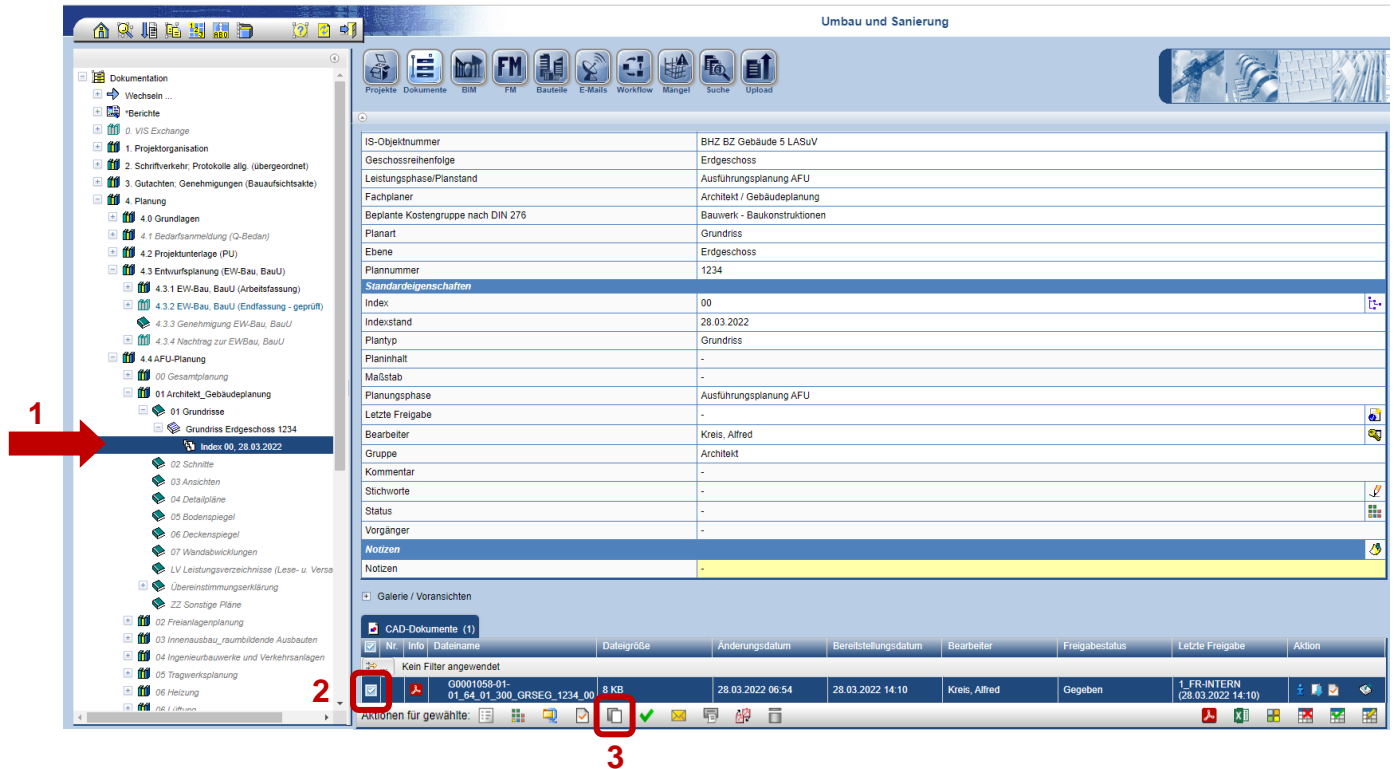 Umbau und Sanierung
Projekte Dokumente BIM FM Bauteile E-Mails Workflow Mängel Suche Upload
Dokumentation
Wechseln ...
*Berichte
0. VIS Exchange
1. Projektorganisation
2. Schriftverkehr; Protokolle allg. (übergeordnet)
3. Gutachten; Genehmigungen (Bauaufsichtsakte)
4. Planung
4.0 Grundlagen
4.1 Bedarfsanmeldung (Q-Bedan)
4.2 Projektunterlage (PU)
4.3 Entwurfsplanung (EW-Bau, BauU)
4.3.1 EW-Bau, BauU (Arbeitsfassung)
4.3.2 EW-Bau, BauU (Endfassung - geprüft)
4.3.3 Genehmigung EW-Bau, BauU
4.3.4 Nachtrag zur EWBau, BauU
4.4 AFU-Planung
00 Gesamtplanung
01 Architekt_Gebäudeplanung
01 Grundrisse
Grundriss Erdgeschoss 1234
Index 00, 28.03.2022
02 Schnitte
03 Ansichten
04 Detailpläne
05 Bodenspiegel
06 Deckenspiegel
07 Wandabwicklungen
LV Leistungsverzeichnisse (Lese- u. Versa
Übereinstimmungserklärung
ZZ Sonstige Pläne
02 Freianlagenplanung
03 Innenausbau_raumbildende Ausbauten
04 Ingenieurbauwerke und Verkehrsanlagen
05 Tragwerksplanung
06 Heizung
06 Lüftung
1
IS-Objektnummer BHZ BZ Gebäude 5 LASuV
Geschossreihenfolge Erdgeschoss
Leistungsphase/Planstand Ausführungsplanung AFU
Fachplaner Architekt / Gebäudeplanung
Beplante Kostengruppe nach DIN 276 Bauwerk - Baukonstruktionen
Planart Grundriss
Ebene Erdgeschoss
Plannummer 1234
Standardeigenschaften
Index 00
Indexstand 28.03.2022
Plantyp Grundriss
Planinhalt -
Maßstab -
Planungsphase Ausführungsplanung AFU
Letzte Freigabe -
Bearbeiter Kreis, Alfred
Gruppe Architekt
Kommentar -
Stichworte -
Status -
Vorgänger -
Notizen
Notizen -
Galerie / Voransichten
CAD-Dokumente (1)
Nr. Info Dateiname Dateigröße Änderungsdatum Bereitstellungsdatum Bearbeiter Freigabestatus Letzte Freigabe Aktion
Kein Filter angewendet
2
G0001058-01-
01_64_01_300_GRSEG_1234_00 8 KB 28.03.2022 06:54 28.03.2022 14:10 Kreis, Alfred Gegeben 1_FR-INTERN
(28.03.2022 14:10)
Aktionen für gewählte:
3